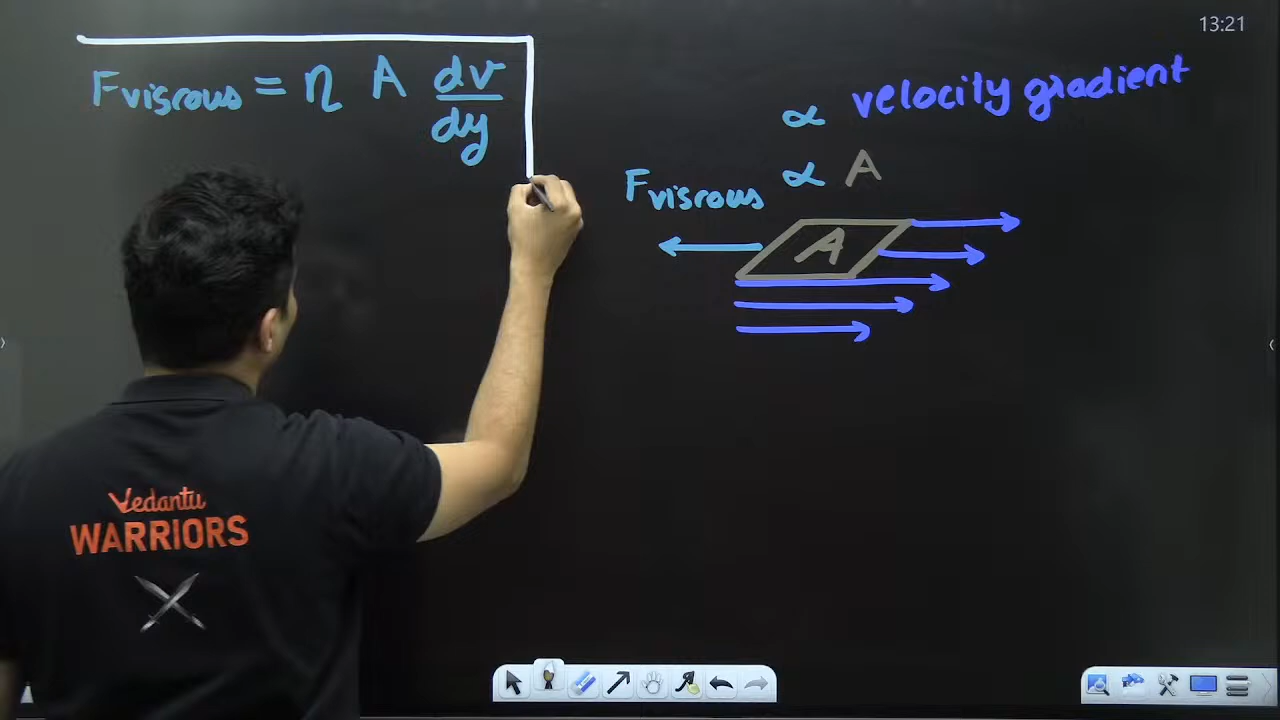 13:21
Fviscous = η A dv/dy
∝ velocity gradient
∝ A
Fviscous
A
Vedantu
WARRIORS